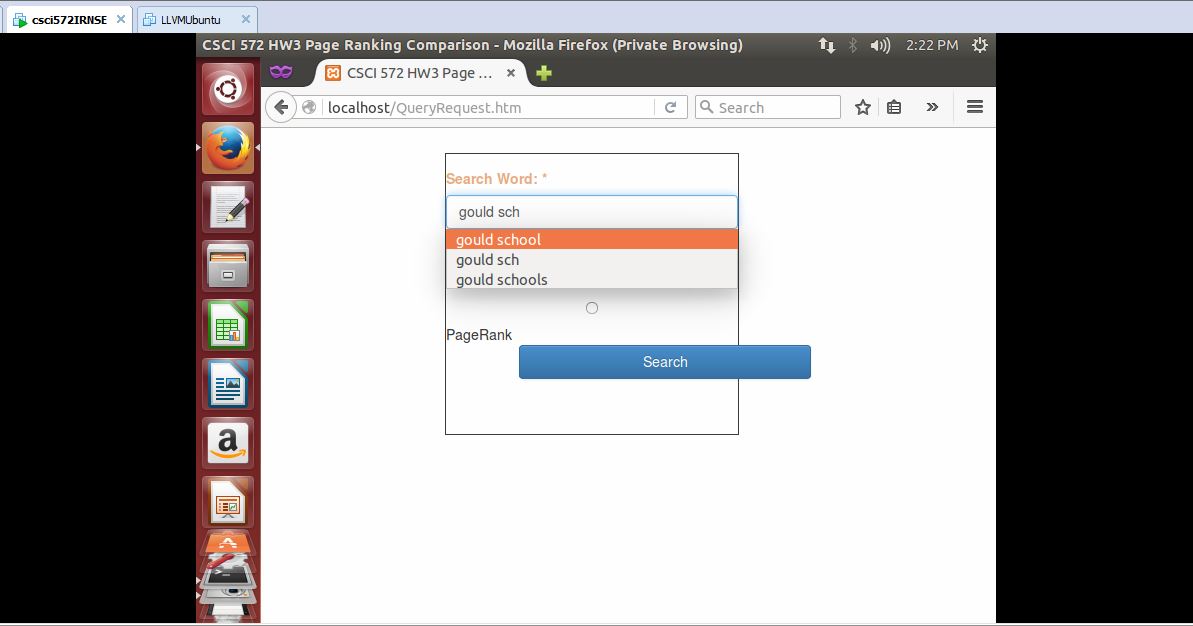 csci572IRNSE LLVMUbuntu
CSCI 572 HW3 Page Ranking Comparison - Mozilla Firefox (Private Browsing) 2:22 PM
CSCI 572 HW3 Page ...
localhost/QueryRequest.htm Search
Search Word: *
gould sch
gould school
gould sch
gould schools
PageRank
Search
a